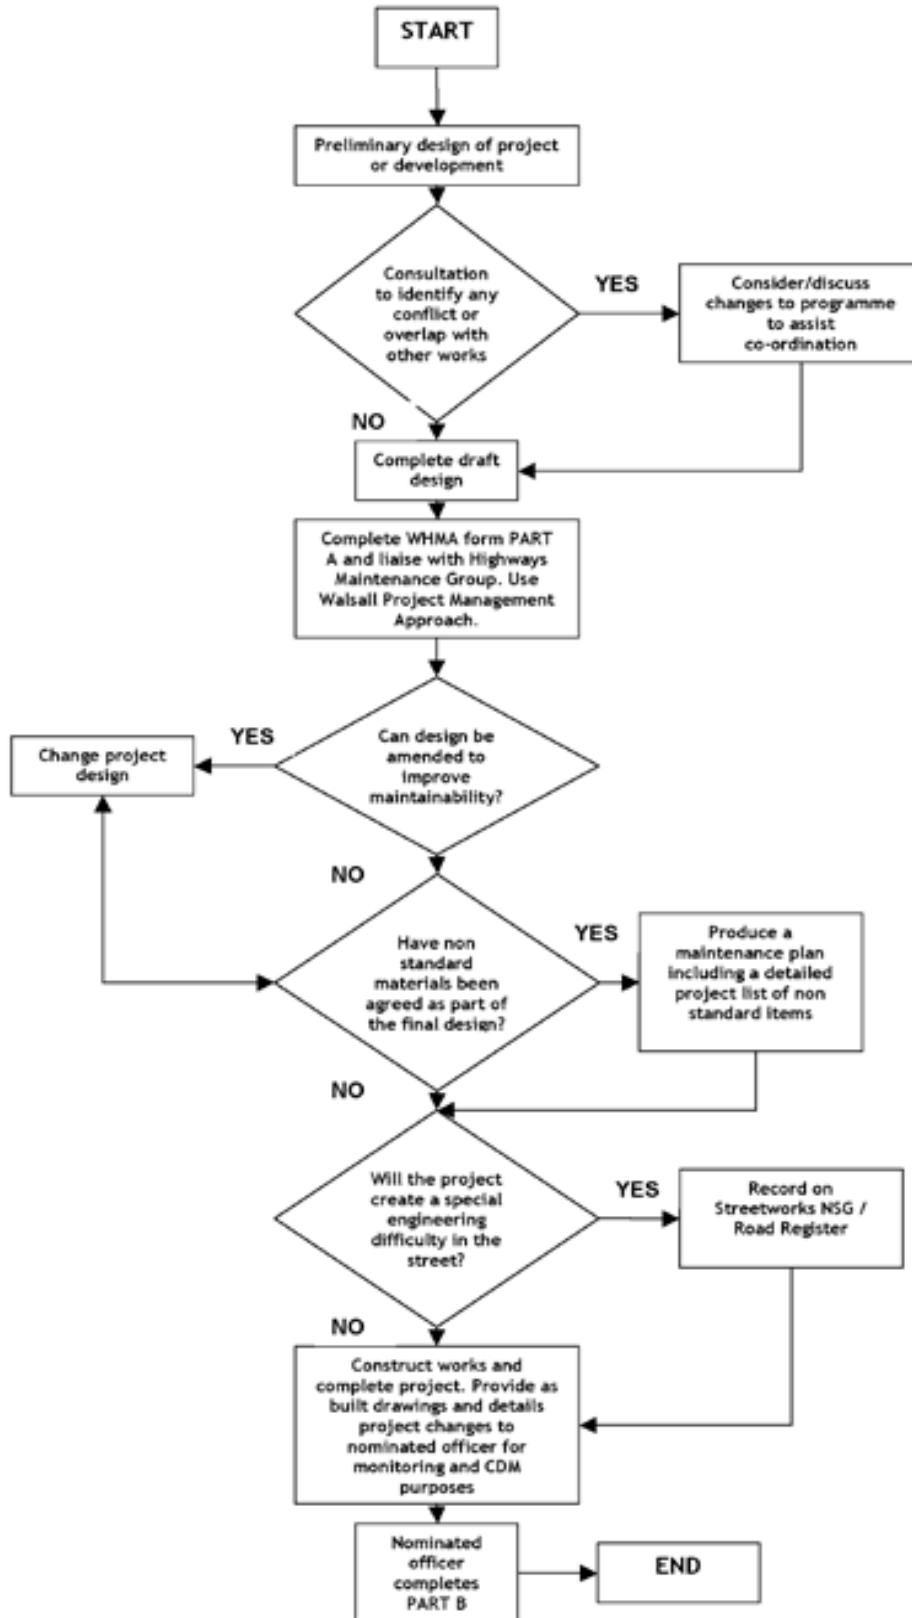 START
Preliminary design of project
or development
Consultation
to identify any
conflict or
overlap with
other works
YES
Consider/discuss
changes to programme
to assist
co-ordination
NO
Complete draft
design
Complete WHMA form PART
A and liaise with Highways
Maintenance Group. Use
Walsall Project Management
Approach.
YES
Change project
design
Can design be
amended to
improve
maintainability?
NO
Have non
standard
materials been
agreed as part of
the final design?
YES
Produce a
maintenance plan
including a detailed
project list of non
standard items
NO
Will the project
create a special
engineering
difficulty in the
street?
YES
Record on
Streetworks NSG /
Road Register
NO
Construct works and
complete project. Provide as
built drawings and details
project changes to
nominated officer for
monitoring and CDM
purposes
Nominated
officer
completes
PART B
END